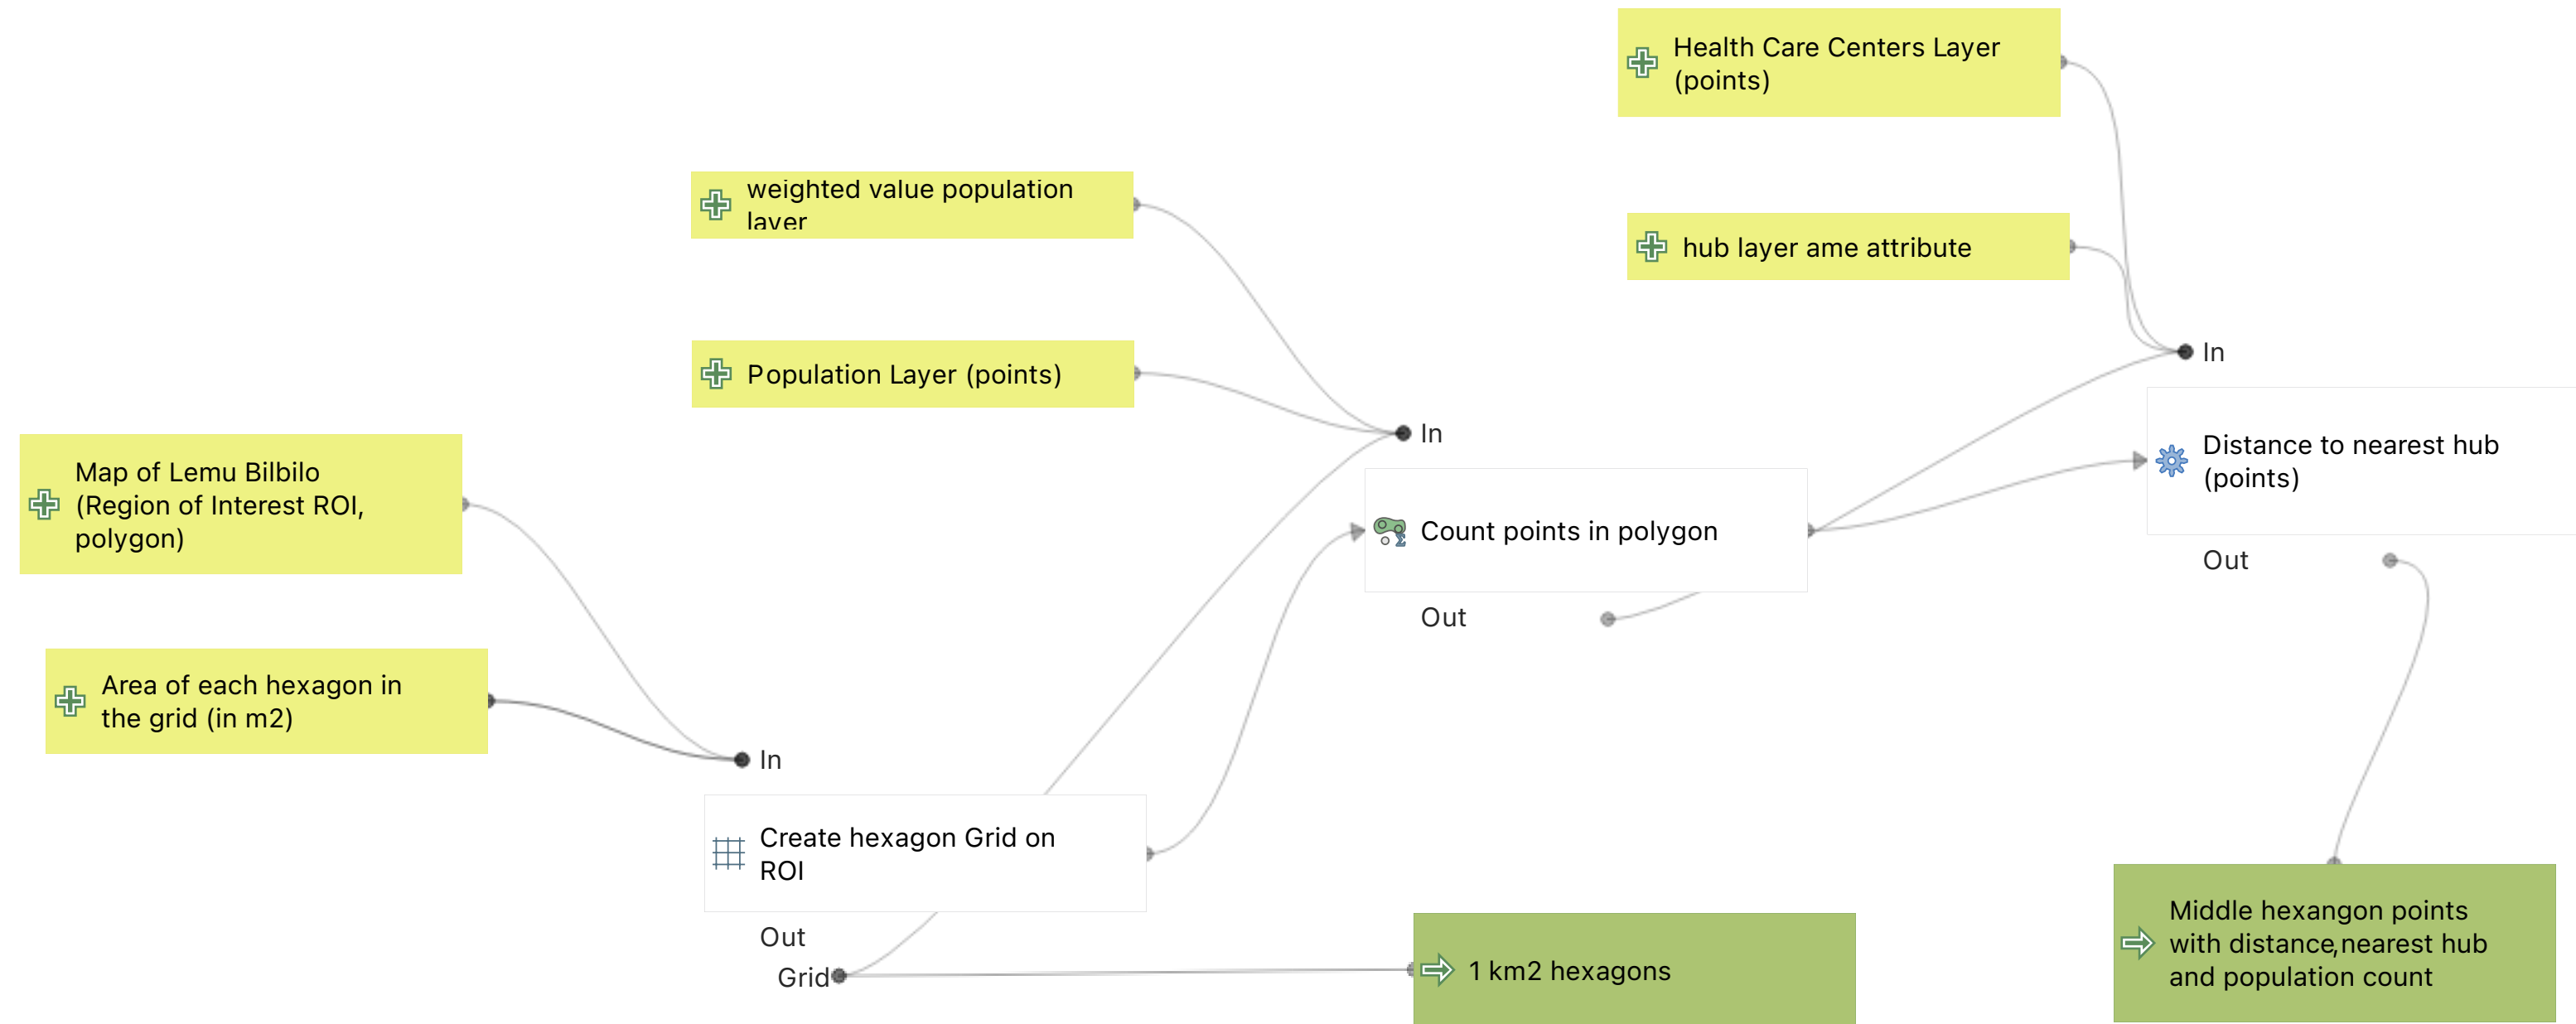 Health Care Centers Layer
(points)
weighted value population
layer
hub layer ame attribute
Population Layer (points)
In
In
Map of Lemu Bilbilo
(Region of Interest ROI,
polygon)
Distance to nearest hub
(points)
Count points in polygon
Out
Out
Area of each hexagon in
the grid (in m2)
In
Create hexagon Grid on
ROI
Out
Grid
1 km2 hexagons
Middle hexangon points
with distance,nearest hub
and population count